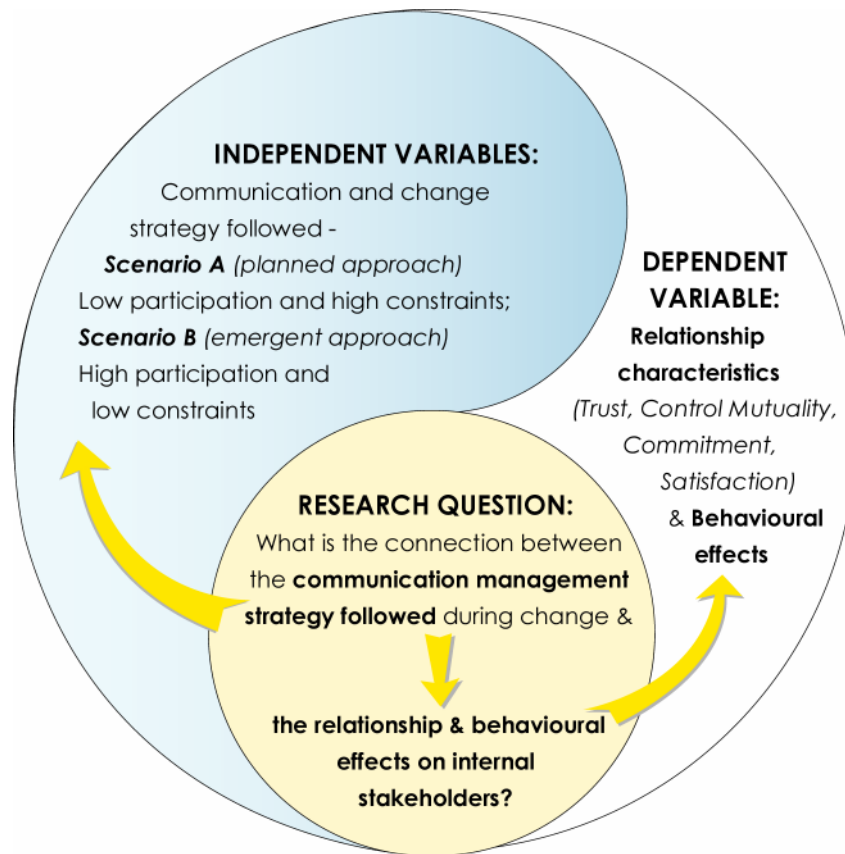 INDEPENDENT VARIABLES:
Communication and change
strategy followed -
Scenario A (planned approach)
Low participation and high constraints;
Scenario B (emergent approach)
High participation and
low constraints
DEPENDENT
VARIABLE:
Relationship
characteristics
(Trust, Control Mutuality,
Commitment,
Satisfaction)
& Behavioural
effects
RESEARCH QUESTION:
What is the connection between
the communication management
strategy followed during change &
the relationship & behavioural
effects on internal
stakeholders?